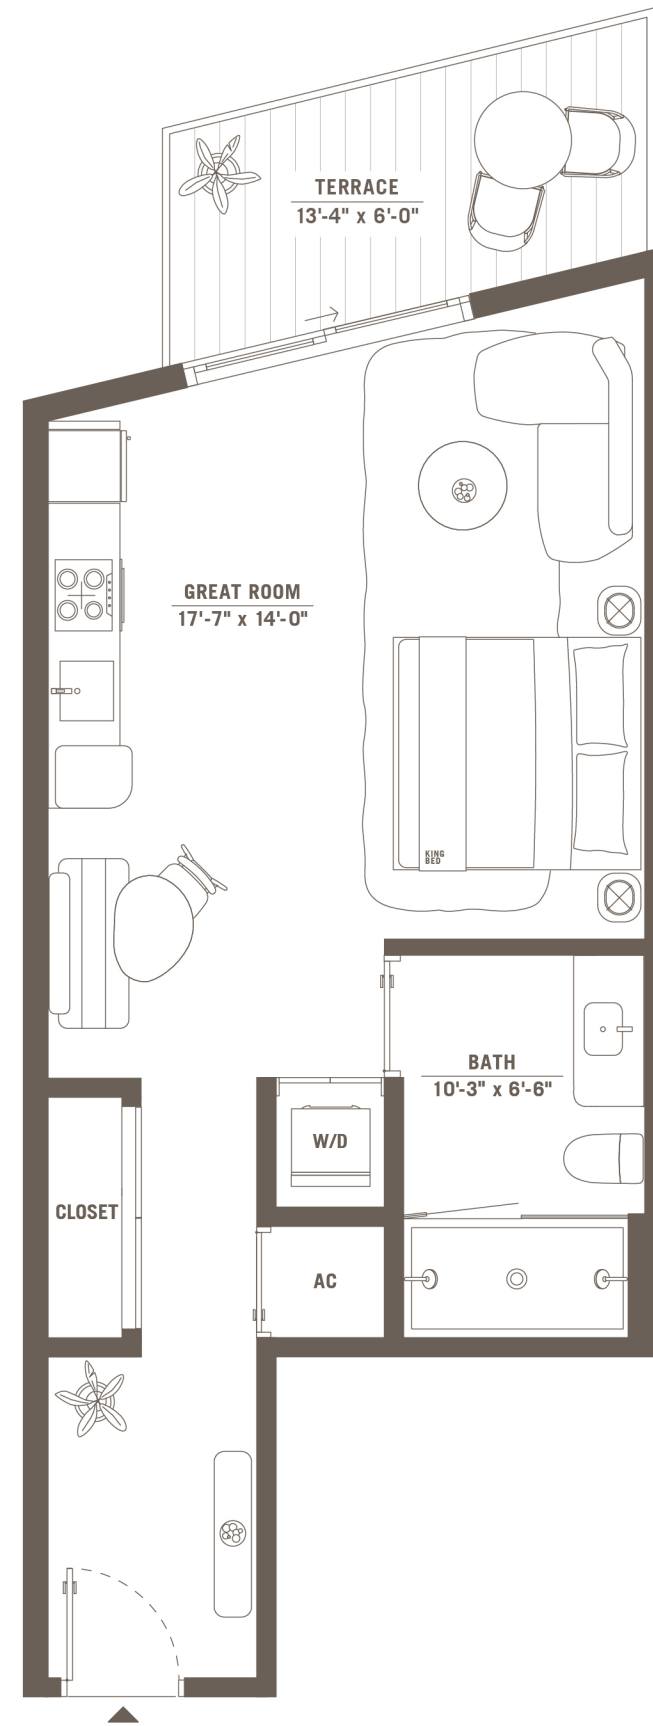 TERRACE
13'-4" x 6'-0"
GREAT ROOM
17'-7" x 14'-0"
KING
BED
BATH
10'-3" x 6'-6"
W/D
CLOSET
AC